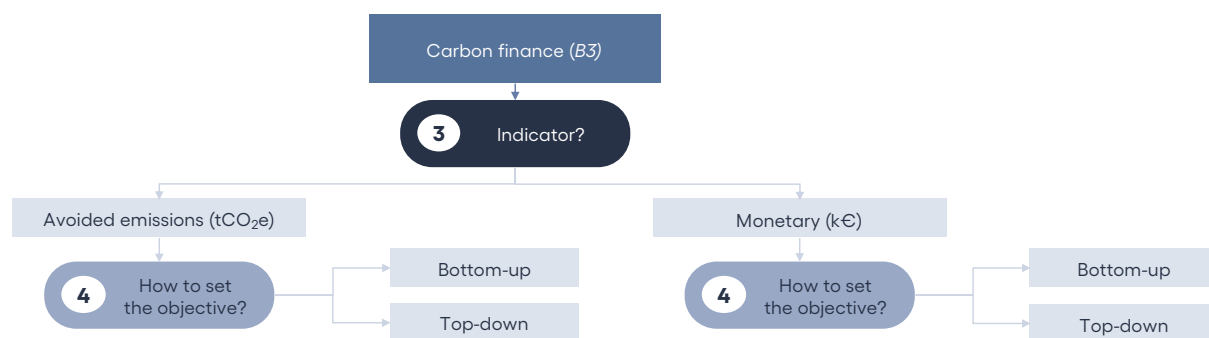 Carbon finance (B3)
3 Indicator?
Avoided emissions (tCO₂e)
Monetary (k€)
4 How to set
the objective?
Bottom-up
Top-down
4 How to set
the objective?
Bottom-up
Top-down